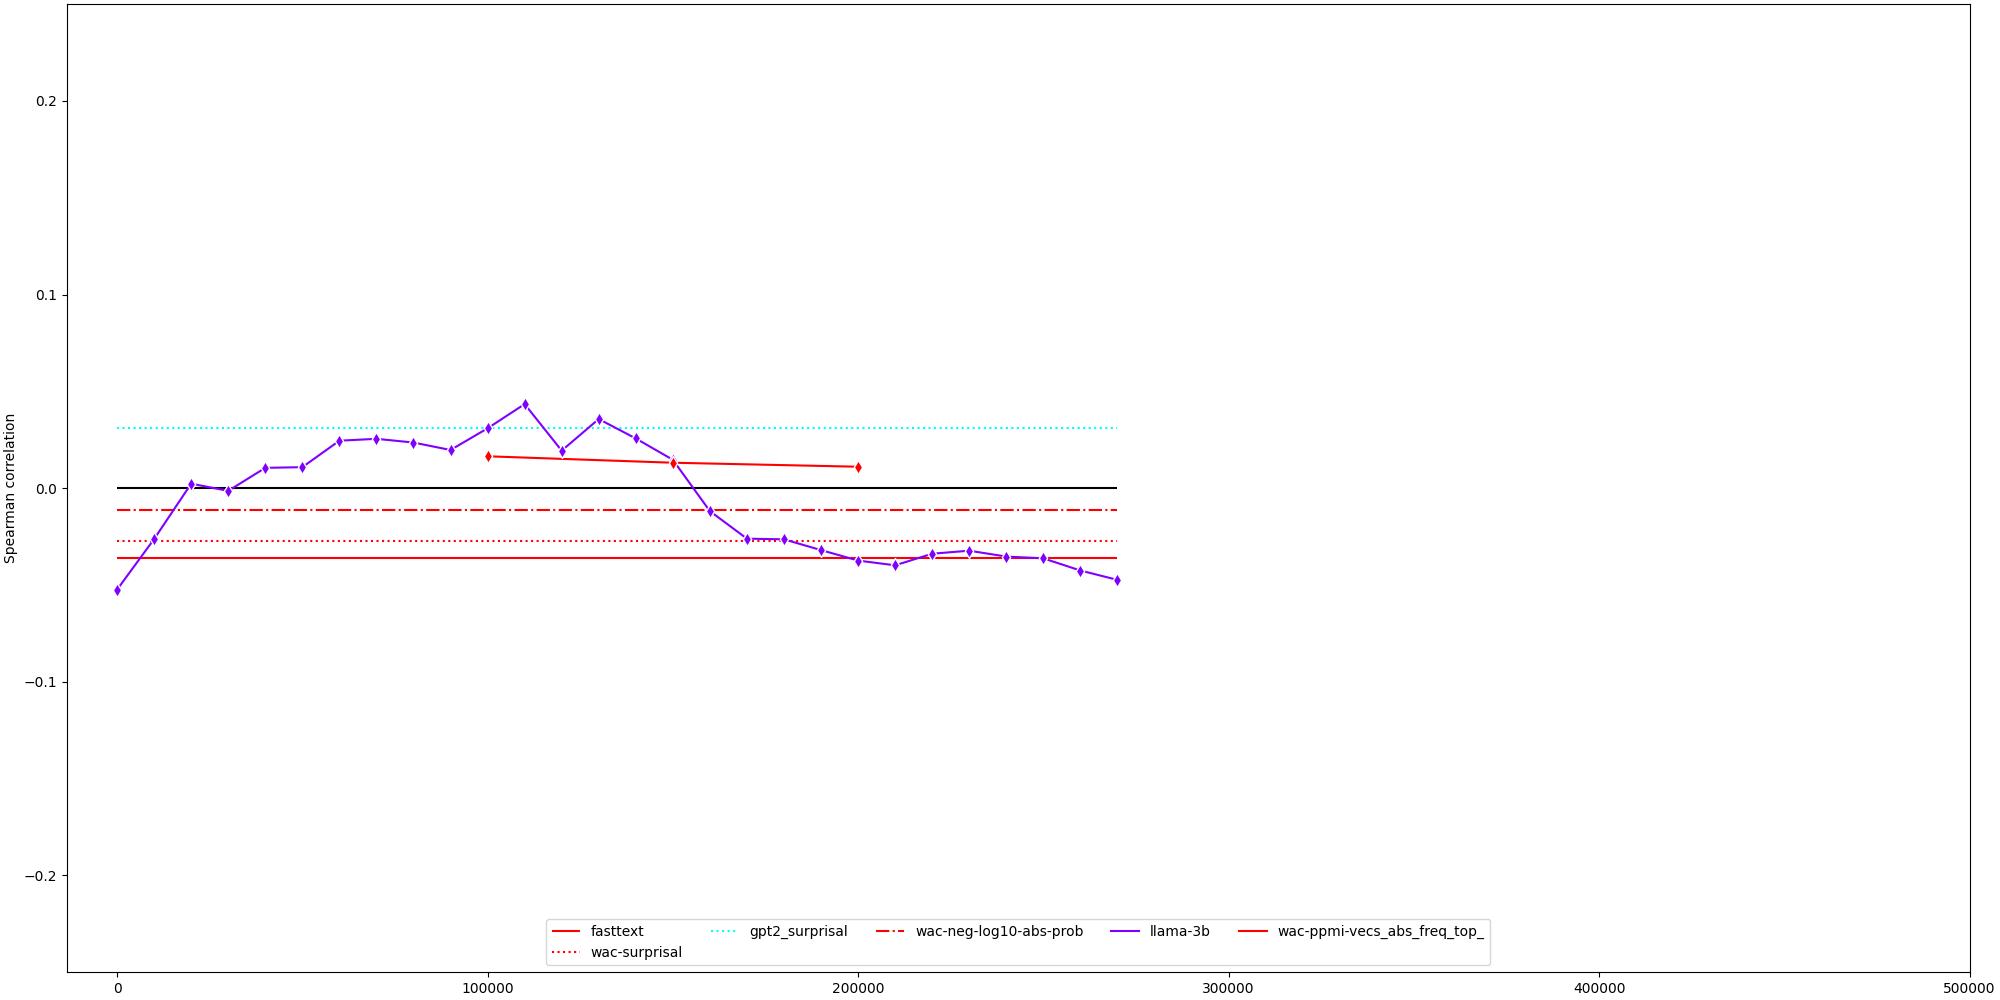 0.2
0.1
0.0
−0.1
−0.2
Spearman correlation
fasttext
wac-surprisal
gpt2_surprisal
wac-neg-log10-abs-prob
llama-3b
wac-ppmi-vecs_abs_freq_top_
0 100000 200000 300000 400000 500000